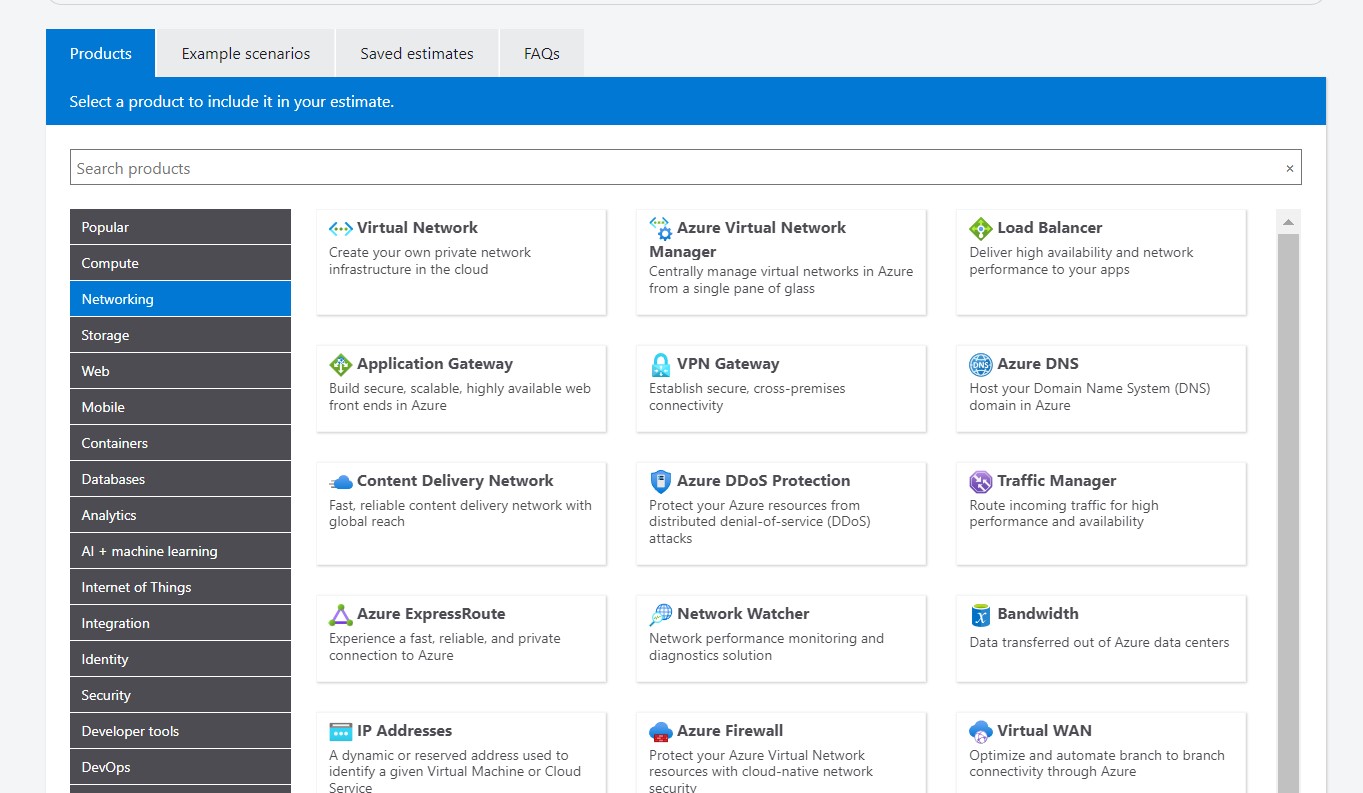 Products
Example scenarios
Saved estimates
FAQs
Select a product to include it in your estimate.
Search products
×
Popular
Compute
Networking
Storage
Web
Mobile
Containers
Databases
Analytics
AI + machine learning
Internet of Things
Integration
Identity
Security
Developer tools
DevOps
Virtual Network
Create your own private network
infrastructure in the cloud
Azure Virtual Network
Manager
Centrally manage virtual networks in Azure
from a single pane of glass
Load Balancer
Deliver high availability and network
performance to your apps
Application Gateway
Build secure, scalable, highly available web
front ends in Azure
VPN Gateway
Establish secure, cross-premises
connectivity
DNS
Azure DNS
Host your Domain Name System (DNS)
domain in Azure
Content Delivery Network
Fast, reliable content delivery network with
global reach
Azure DDoS Protection
Protect your Azure resources from
distributed denial-of-service (DDoS)
attacks
Traffic Manager
Route incoming traffic for high
performance and availability
Azure ExpressRoute
Experience a fast, reliable, and private
connection to Azure
Network Watcher
Network performance monitoring and
diagnostics solution
Bandwidth
Data transferred out of Azure data centers
IP Addresses
A dynamic or reserved address used to
identify a given Virtual Machine or Cloud
Service
Azure Firewall
Protect your Azure Virtual Network
resources with cloud-native network
security
Virtual WAN
Optimize and automate branch to branch
connectivity through Azure